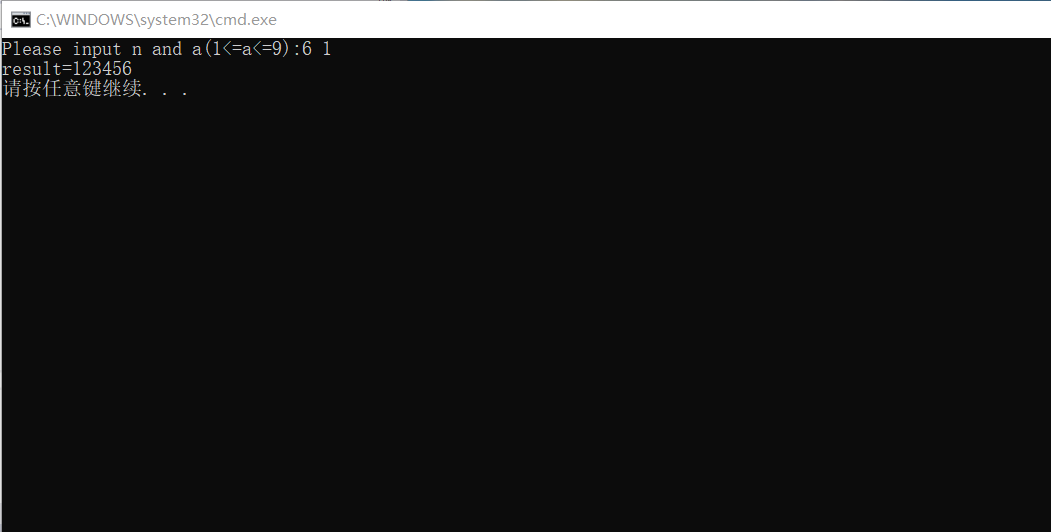 C:\WINDOWS\system32\cmd.exe
Please input n and a(1<=a<=9):6 1
result=123456
请按任意键继续. . .